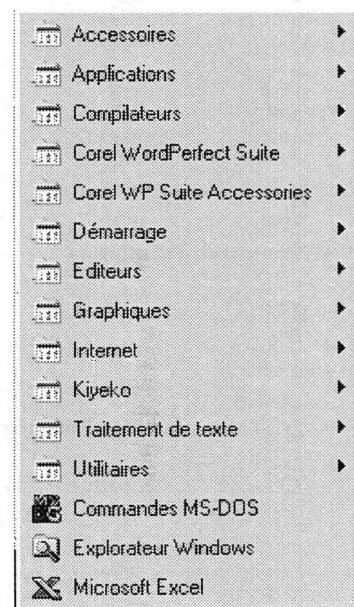 Accessoires
Applications
Compilateurs
Corel WordPerfect Suite
Corel WP Suite Accessories
Démarrage
Editeurs
Graphiques
Internet
Kiyeko
Traitement de texte
Utilitaires
Commandes MS-DOS
Explorateur Windows
Microsoft Excel